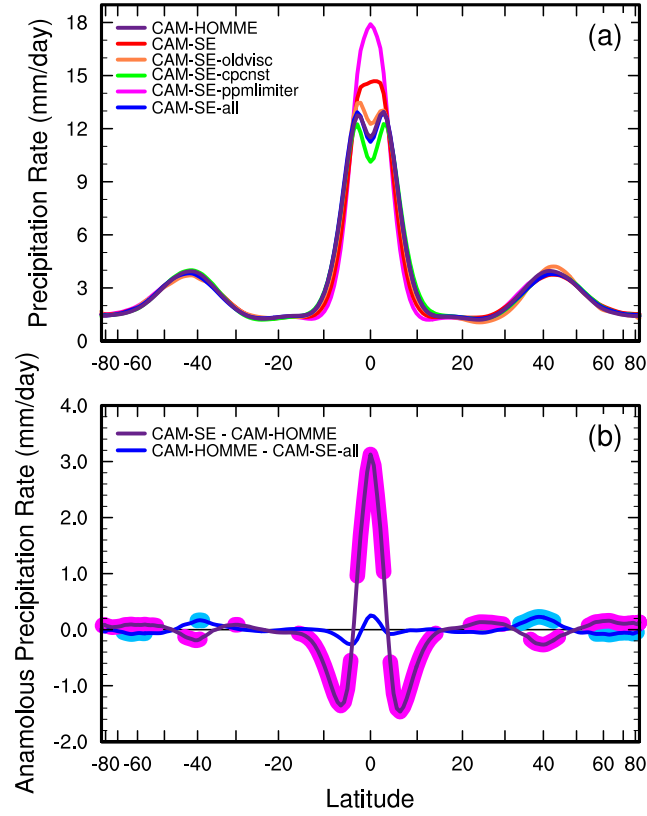 (a)
CAM-HOMME
CAM-SE
CAM-SE-oldvisc
CAM-SE-cpcnst
CAM-SE-ppmlimiter
CAM-SE-all
Precipitation Rate (mm/day)
18
15
12
9
6
3
0
-80 -60 -40 -20 0 20 40 60 80
(b)
CAM-SE - CAM-HOMME
CAM-HOMME - CAM-SE-all
Anamolous Precipitation Rate (mm/day)
4.0
3.0
2.0
1.0
0.0
-1.0
-2.0
-80 -60 -40 -20 0 20 40 60 80
Latitude